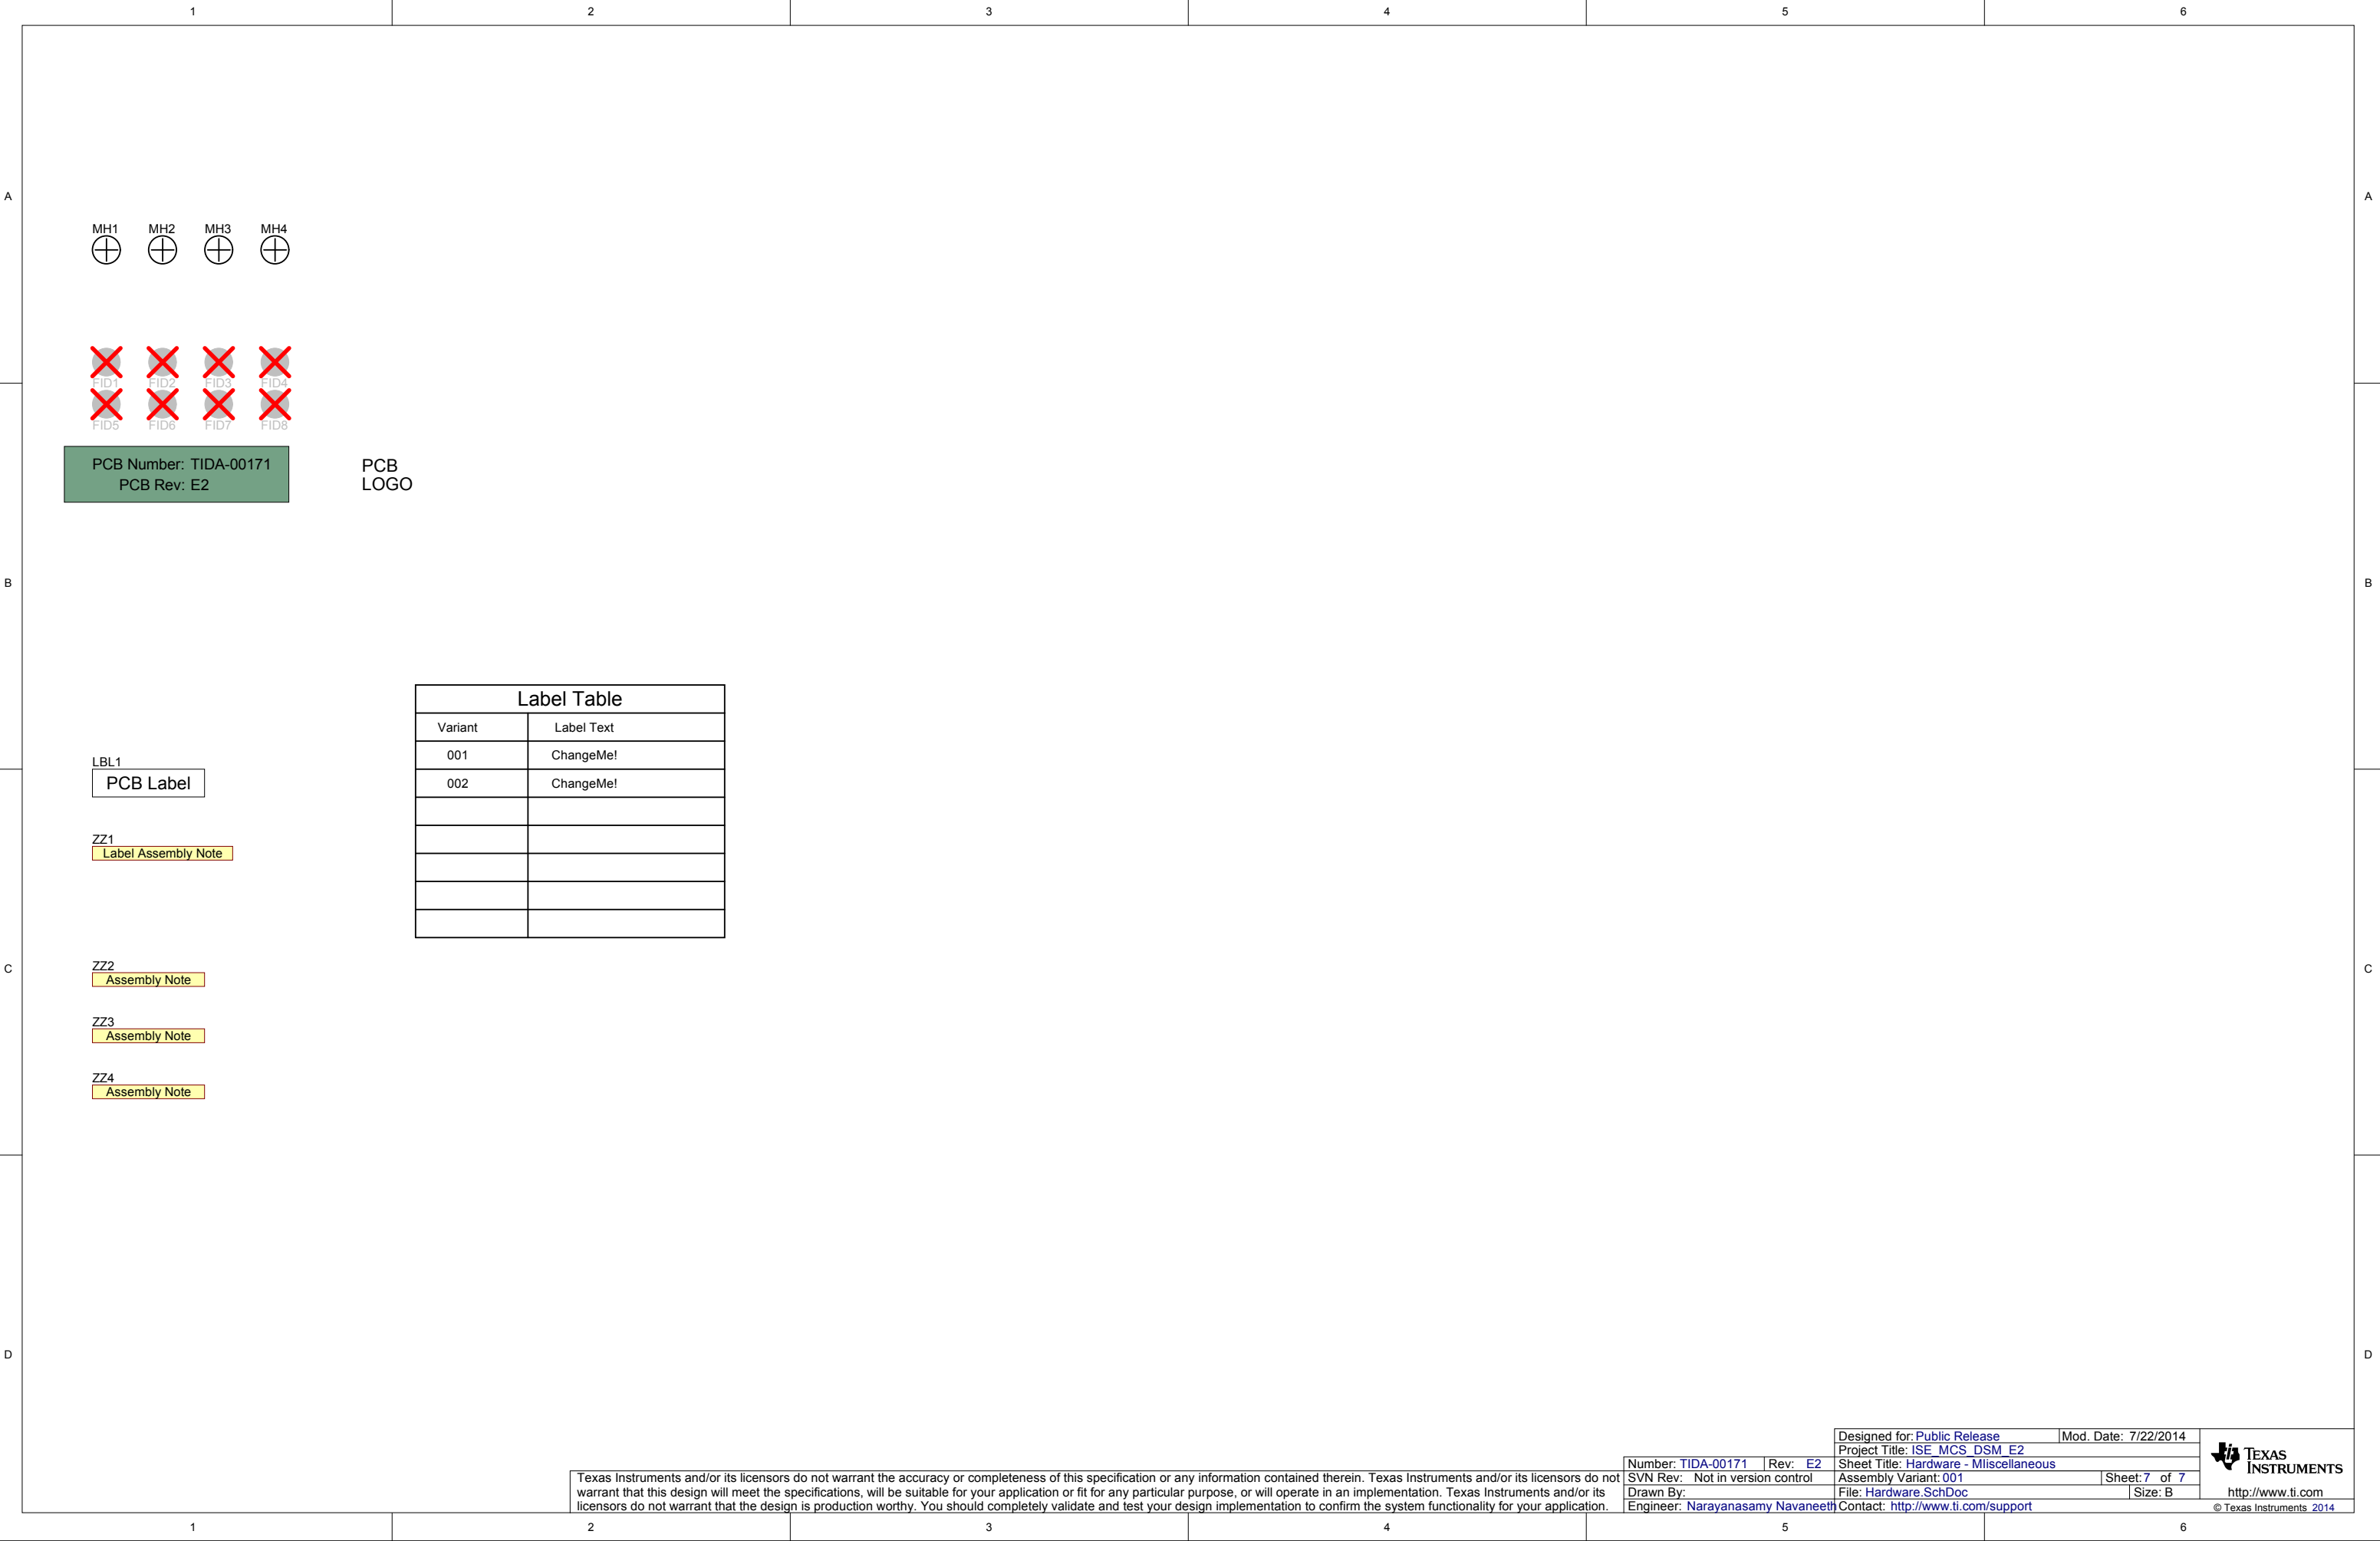 1 2 3 4 5 6
A A
MH1 MH2 MH3 MH4
FID1 FID2 FID3 FID4
FID5 FID6 FID7 FID8
PCB Number: TIDA-00171
PCB Rev: E2
PCB
LOGO
B B
Label Table
Variant Label Text
001 ChangeMe!
002 ChangeMe!
LBL1
PCB Label
ZZ1
Label Assembly Note
C C
ZZ2
Assembly Note
ZZ3
Assembly Note
ZZ4
Assembly Note
D D
Texas Instruments and/or its licensors do not warrant the accuracy or completeness of this specification or any information contained therein. Texas Instruments and/or its licensors do not
warrant that this design will meet the specifications, will be suitable for your application or fit for any particular purpose, or will operate in an implementation. Texas Instruments and/or its
licensors do not warrant that the design is production worthy. You should completely validate and test your design implementation to confirm the system functionality for your application.
Number: TIDA-00171 Rev: E2
SVN Rev: Not in version control
Drawn By:
Engineer: Narayanasamy Navaneeth
Designed for: Public Release Mod. Date: 7/22/2014
Project Title: ISE_MCS_DSM_E2
Sheet Title: Hardware - MIiscellaneous
Assembly Variant: 001 Sheet: 7 of 7
File: Hardware.SchDoc Size: B
Contact: http://www.ti.com/support
TEXAS
INSTRUMENTS
http://www.ti.com
© Texas Instruments 2014
1 2 3 4 5 6